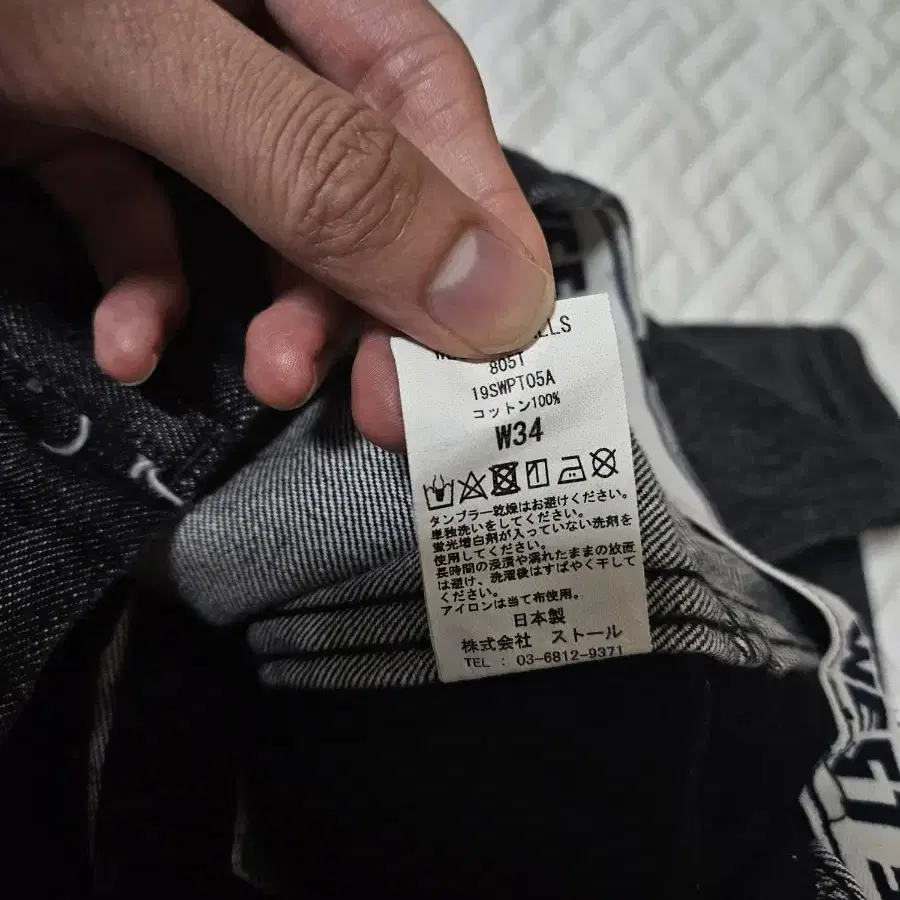 8051
19SWPT05A
コットン100%
W34
タンブラー乾燥はお避けください。
単独洗いをしてください。
蛍光増白剤が入っていない洗剤を
使用してください。
長時間の浸漬や濡れたままの放置
は避け、洗濯後はすばやく干して
ください。
アイロンは当て布使用。
日本製
株式会社 ストール
TEL : 03-6812-9371